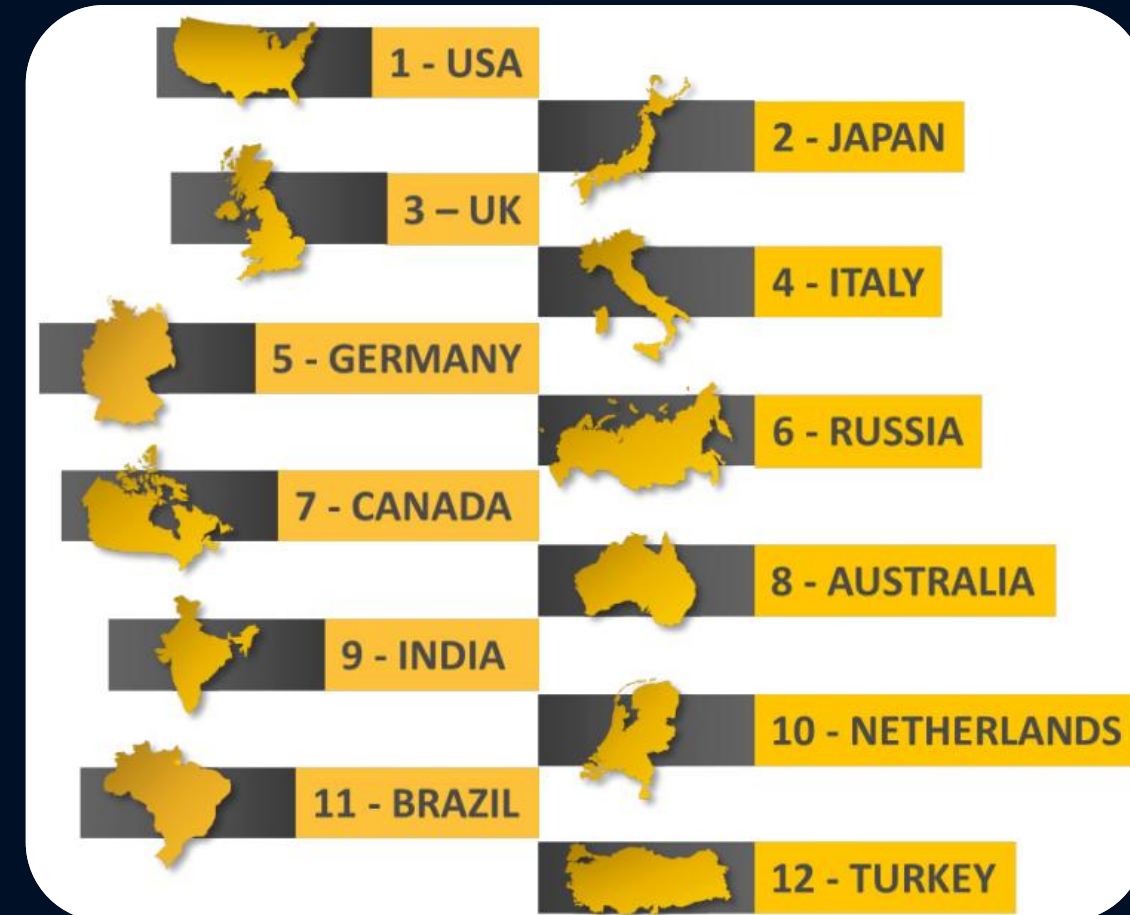 1 - USA
2 - JAPAN
3 – UK
4 - ITALY
5 - GERMANY
6 - RUSSIA
7 - CANADA
8 - AUSTRALIA
9 - INDIA
10 - NETHERLANDS
11 - BRAZIL
12 - TURKEY